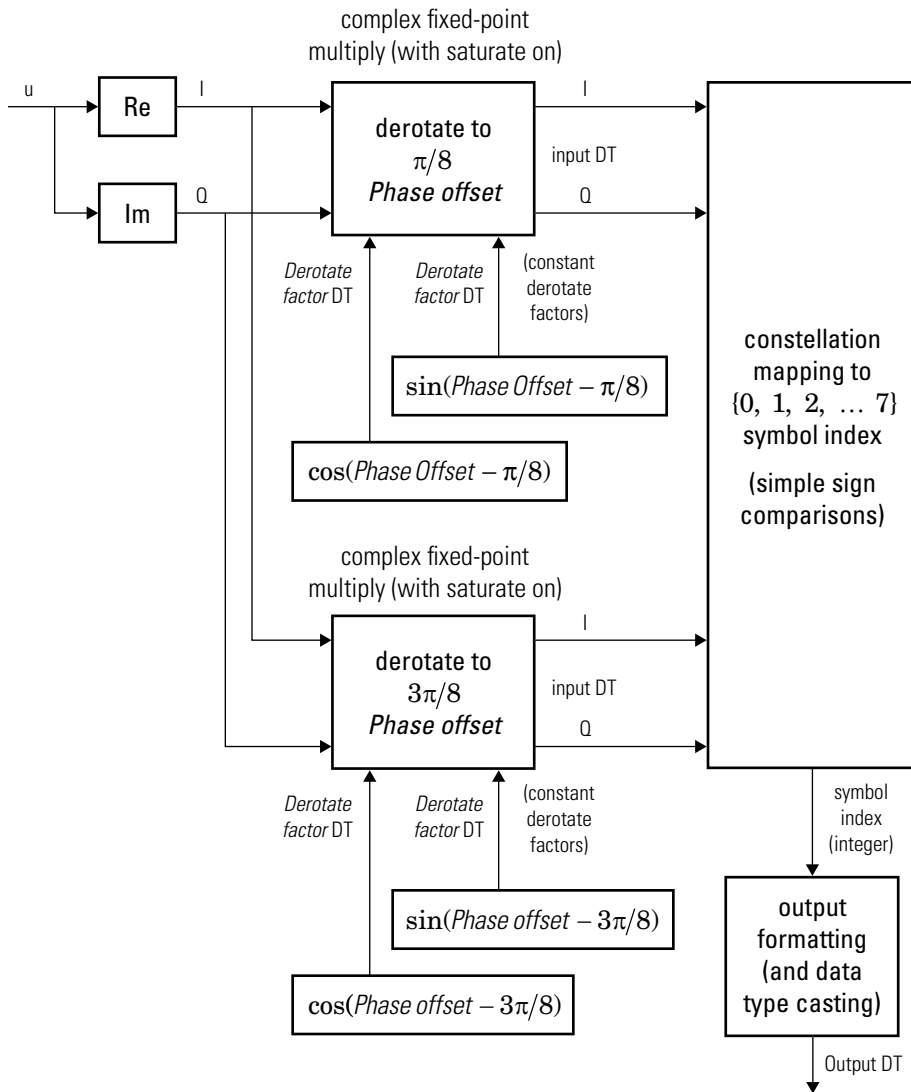 complex fixed-point
multiply (with saturate on)
u
Re
I
Im
Q
derotate to
π/8
Phase offset
I
input DT
Q
Derotate
factor DT
Derotate
factor DT
(constant
derotate
factors)
sin(Phase Offset − π/8)
cos(Phase Offset − π/8)
constellation
mapping to
{0, 1, 2, … 7}
symbol index
(simple sign
comparisons)
complex fixed-point
multiply (with saturate on)
derotate to
3π/8
Phase offset
I
input DT
Q
Derotate
factor DT
Derotate
factor DT
(constant
derotate
factors)
sin(Phase offset − 3π/8)
cos(Phase offset − 3π/8)
symbol
index
(integer)
output
formatting
(and data
type casting)
Output DT